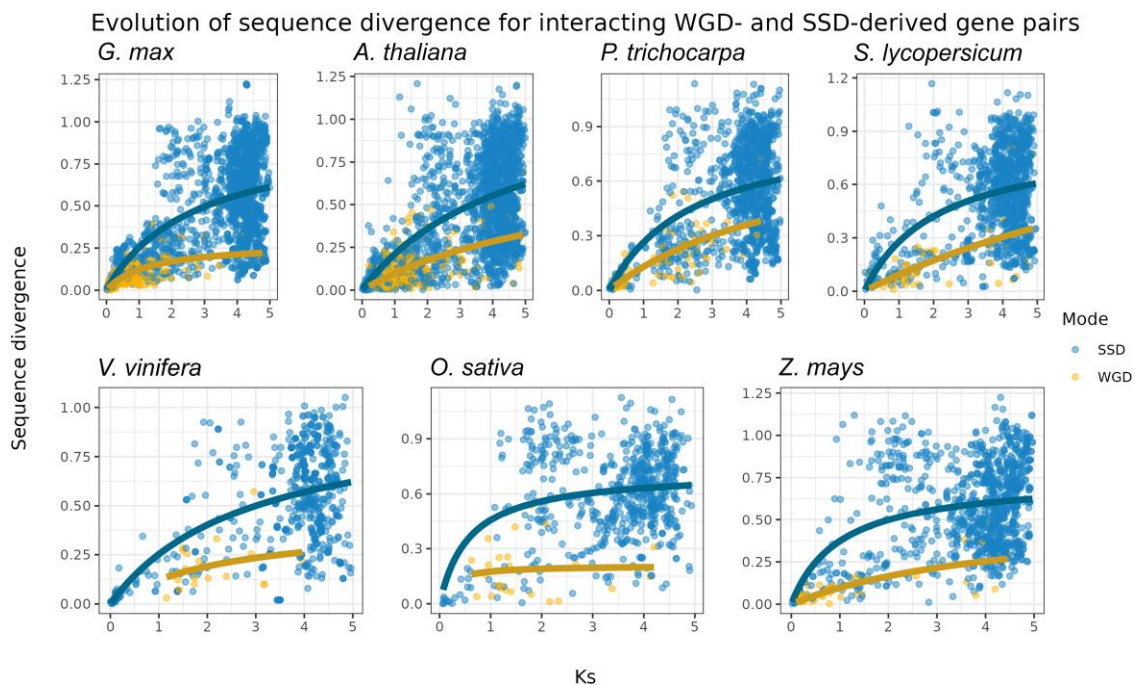 Evolution of sequence divergence for interacting WGD- and SSD-derived gene pairs
G. max
A. thaliana
P. trichocarpa
S. lycopersicum
1.25
1.00
0.75
0.50
0.25
0.00
0 1 2 3 4 5
1.25
1.00
0.75
0.50
0.25
0.00
0 1 2 3 4 5
0.9
0.6
0.3
0.0
0 1 2 3 4 5
1.2
0.9
0.6
0.3
0.0
0 1 2 3 4 5
Sequence divergence
Mode
SSD
WGD
V. vinifera
O. sativa
Z. mays
1.00
0.75
0.50
0.25
0.00
0 1 2 3 4 5
0.9
0.6
0.3
0.0
0 1 2 3 4 5
1.25
1.00
0.75
0.50
0.25
0.00
0 1 2 3 4 5
Ks